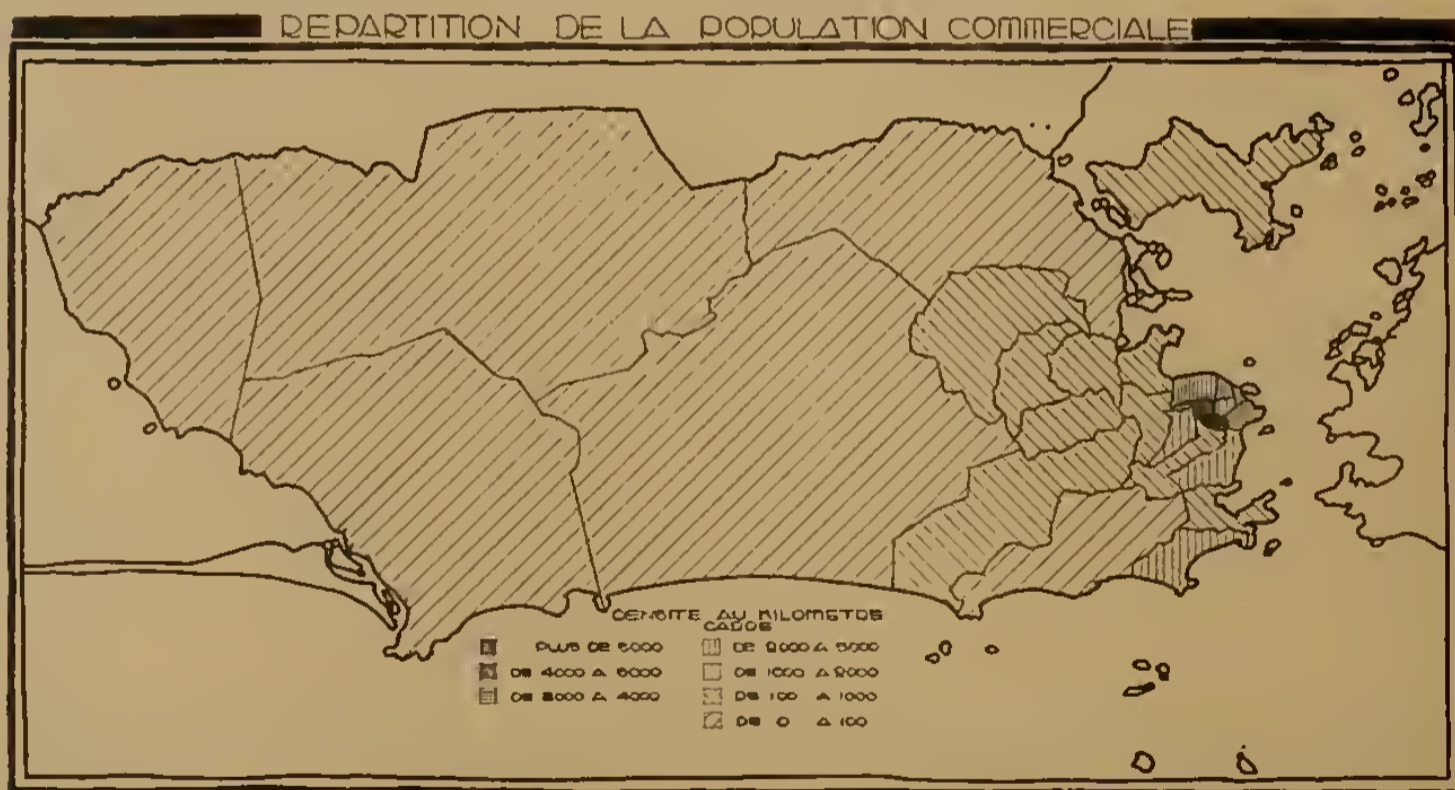 REPARTITION DE LA POPULATION COMMERCIALE
DENSITE AU KILOMETRE
CARRE
PLUS DE 5000
DE 4000 A 5000
DE 3000 A 4000
DE 2000 A 3000
DE 1000 A 2000
DE 100 A 1000
DE 0 A 100